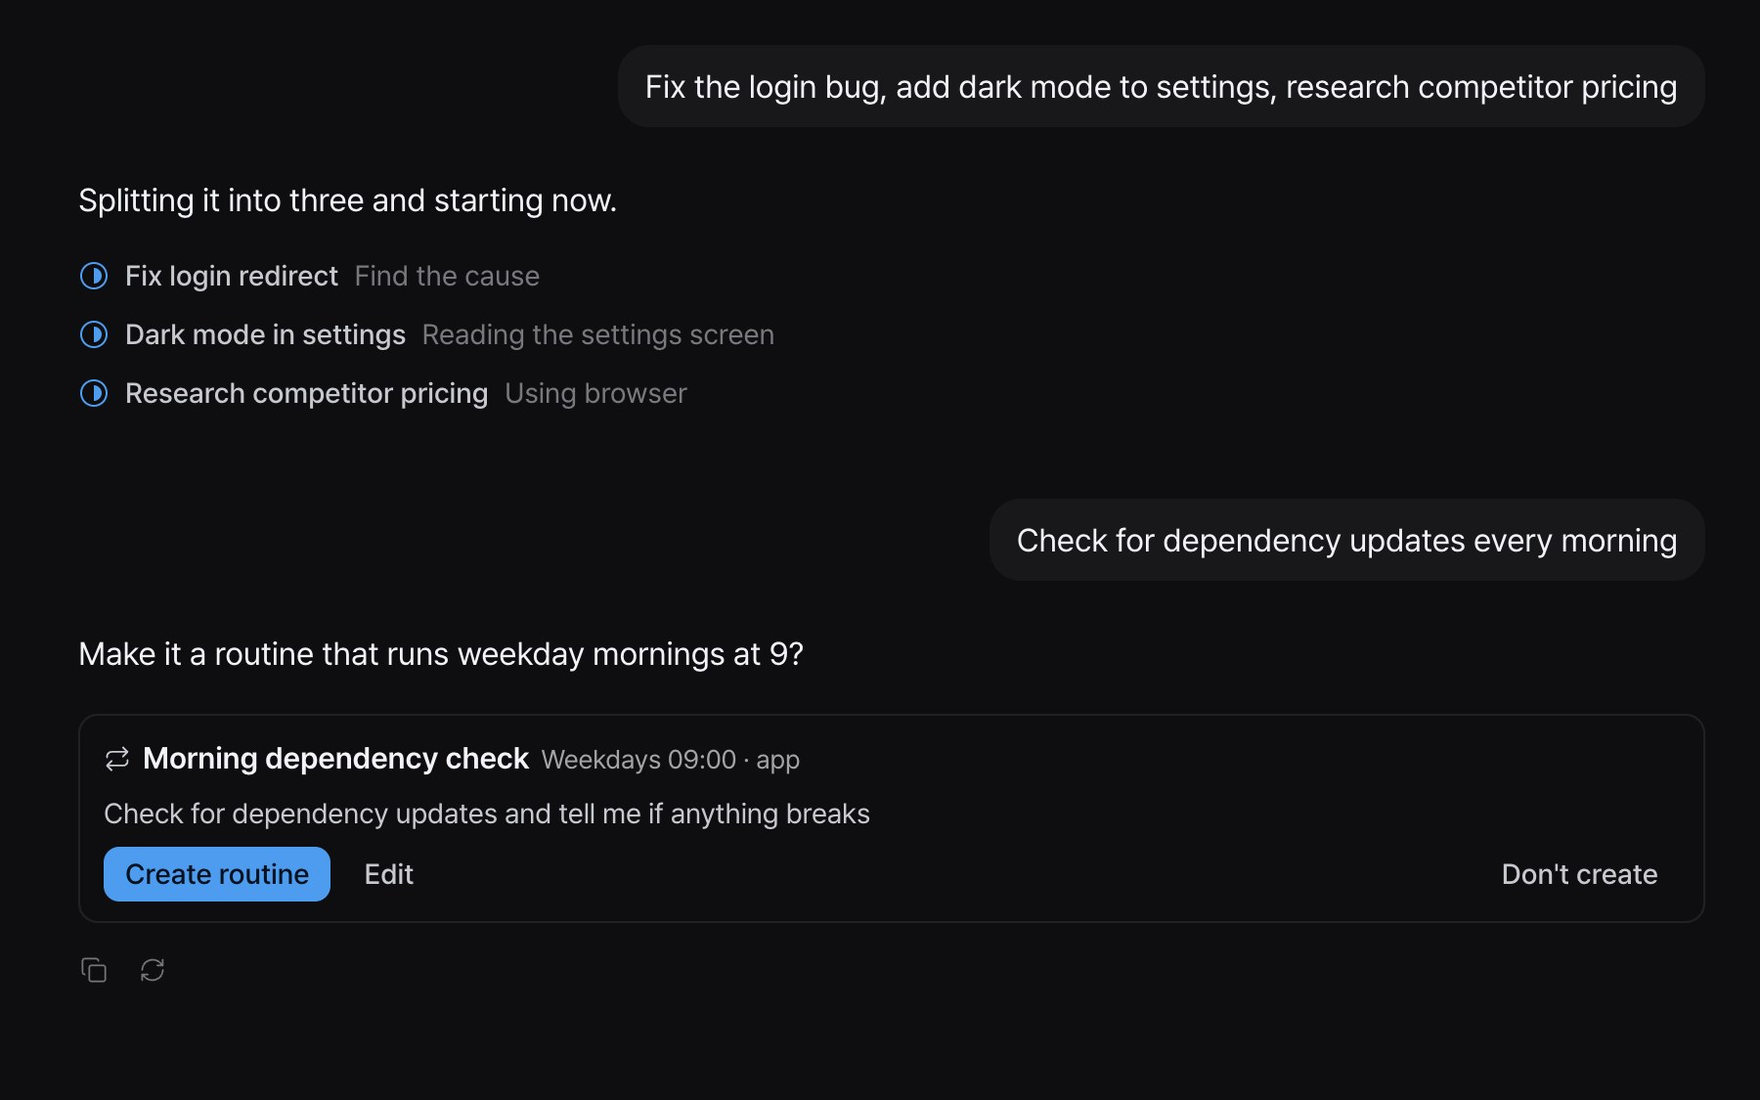 Fix the login bug, add dark mode to settings, research competitor pricing
Splitting it into three and starting now.
Fix login redirect Find the cause
Dark mode in settings Reading the settings screen
Research competitor pricing Using browser
Check for dependency updates every morning
Make it a routine that runs weekday mornings at 9?
Morning dependency check Weekdays 09:00 · app
Check for dependency updates and tell me if anything breaks
Create routine Edit Don't create